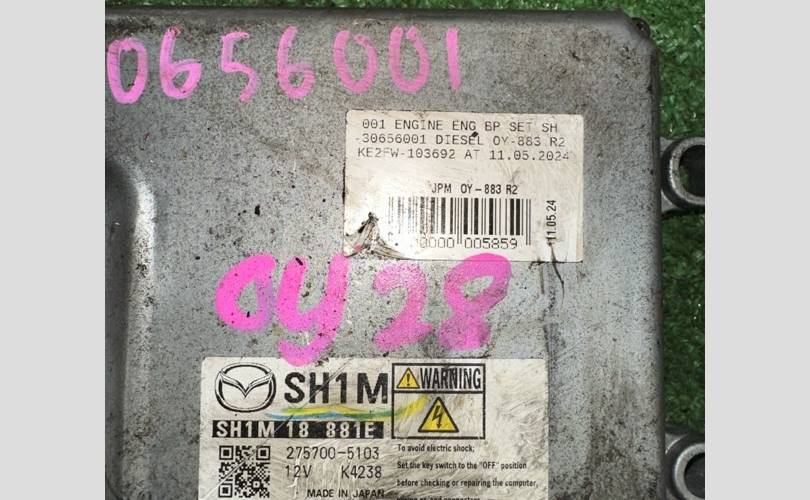 0656001
001 ENGINE ENG BP SET SH
-30656001 DIESEL OY-883 R2
KE2FW-103692 AT 11.05.2024
JPM OY-883 R2
0000 005859
11.05.24
OY 28
SH1M
WARNING
SH1M 18 881E
275700-5103
12V K4238
MADE IN JAPAN
To avoid electric shock;
Set the key switch to the "OFF" position
before checking or repairing the computer,